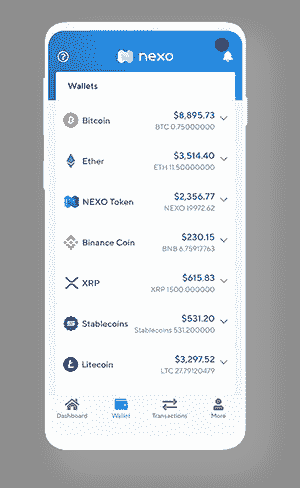 nexo
Wallets
Bitcoin
$8,895.73
BTC 0.75000000
Ether
$3,514.40
ETH 11.50000000
NEXO Token
$2,356.77
NEXO 19972.62
Binance Coin
$230.15
BNB 6.75917763
XRP
$615.83
XRP 1500.000000
Stablecoins
$531.20
Stablecoins 531.200000
Litecoin
$3,297.52
LTC 27.79120479
Dashboard
Wallet
Transactions
More